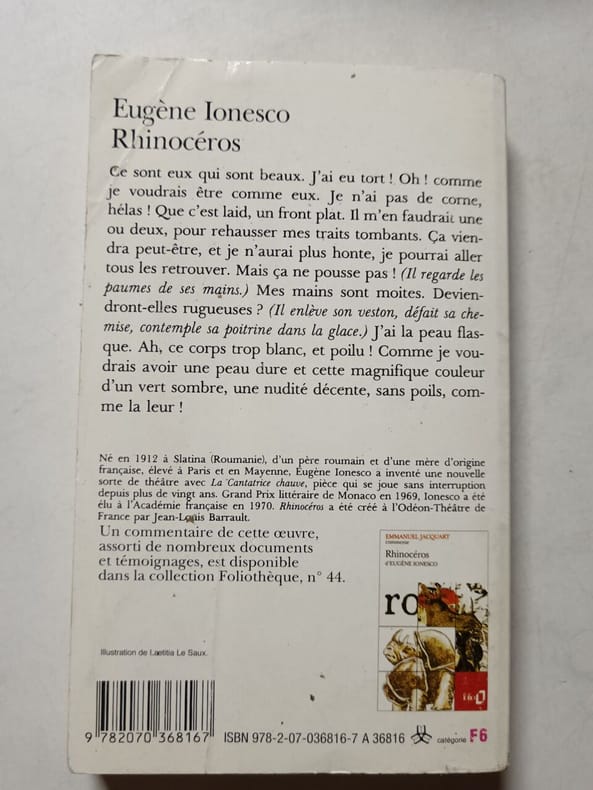 Eugène Ionesco
Rhinocéros
Ce sont eux qui sont beaux. J'ai eu tort ! Oh ! comme
je voudrais être comme eux. Je n'ai pas de corne,
hélas ! Que c'est laid, un front plat. Il m'en faudrait une
ou deux, pour rehausser mes traits tombants. Ça vien-
dra peut-être, et je n'aurai plus honte, je pourrai aller
tous les retrouver. Mais ça ne pousse pas ! (Il regarde les
paumes de ses mains.) Mes mains sont moites. Devien-
dront-elles rugueuses ? (Il enlève son veston, défait sa che-
mise, contemple sa poitrine dans la glace.) J'ai la peau flas-
que. Ah, ce corps trop blanc, et poilu ! Comme je vou-
drais avoir une peau dure et cette magnifique couleur
d'un vert sombre, une nudité décente, sans poils, com-
me la leur !
Né en 1912 à Slatina (Roumanie), d'un père roumain et d'une mère d'origine
française, élevé à Paris et en Mayenne, Eugène Ionesco a inventé une nouvelle
sorte de théâtre avec La Cantatrice chauve, pièce qui se joue sans interruption
depuis plus de vingt ans. Grand Prix littéraire de Monaco en 1969, Ionesco a été
élu à l'Académie française en 1970. Rhinocéros a été créé à l'Odéon-Théâtre de
France par Jean-Louis Barrault.
Un commentaire de cette œuvre,
assorti de nombreux documents
et témoignages, est disponible
dans la collection Foliothèque, n° 44.
EMMANUEL JACQUART
commente
Rhinocéros
d'EUGÈNE IONESCO
ro
folio
Illustration de Lætitia Le Saux.
9 782070 368167
ISBN 978-2-07-036816-7 A 36816
catégorie F6